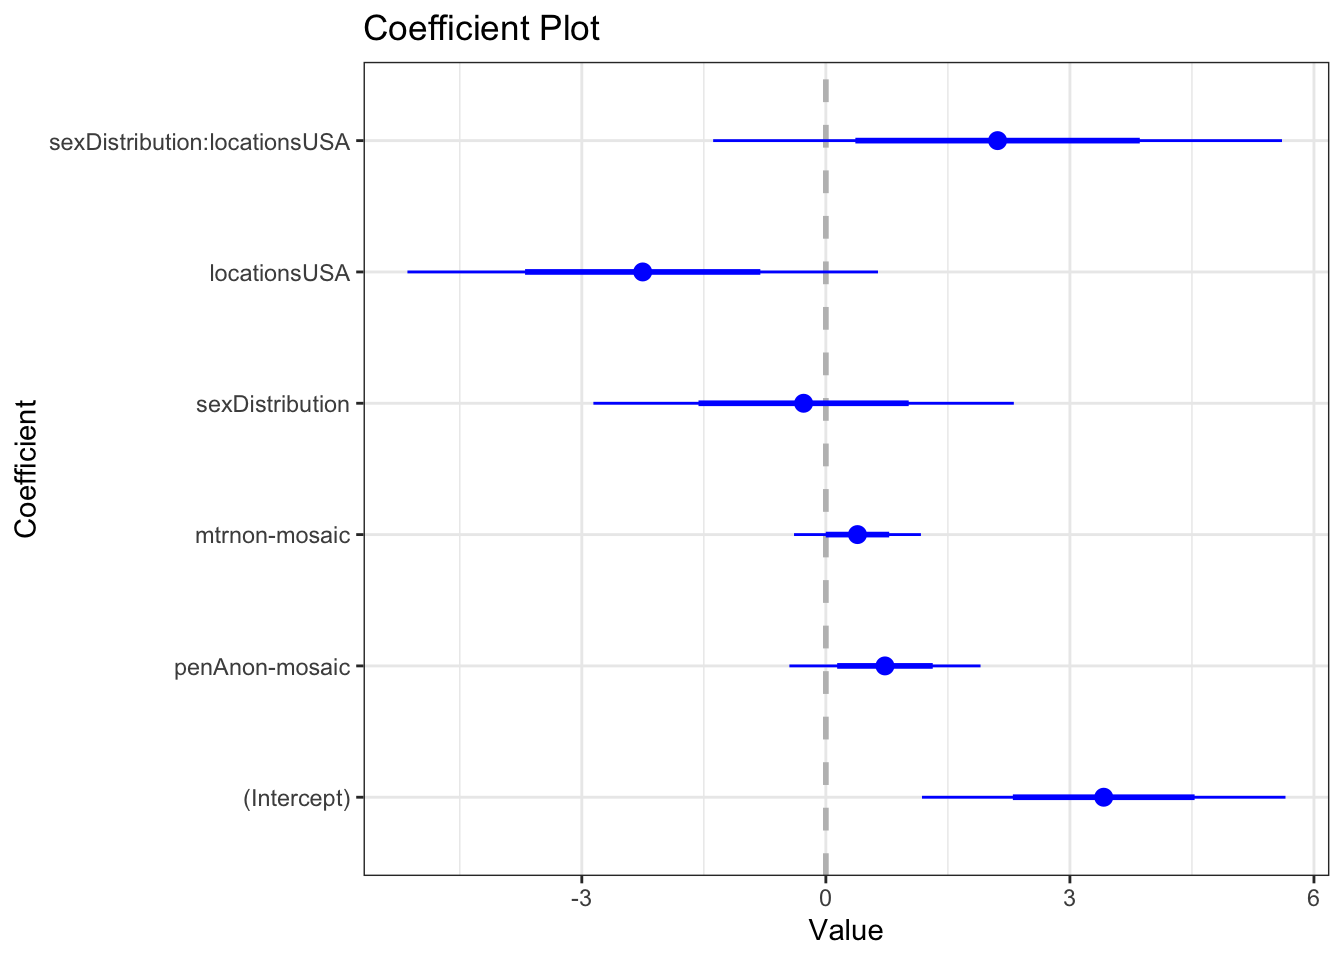 Coefficient Plot
sexDistribution:locationsUSA
locationsUSA
sexDistribution
mtrnon-mosaic
penAnon-mosaic
(Intercept)
Coefficient
-3
0
3
6
Value